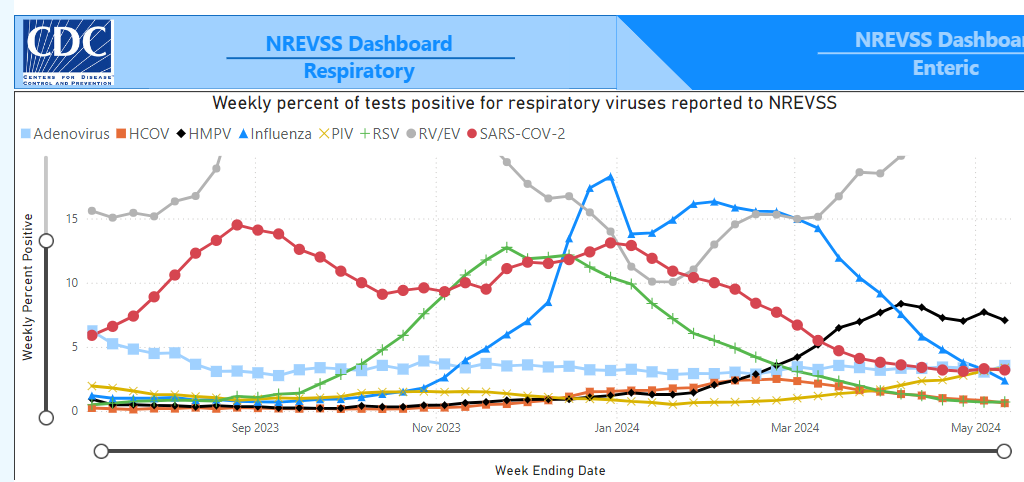 CDC
CENTERS FOR DISEASE
CONTROL AND PREVENTION
NREVSS Dashboard
Respiratory
NREVSS Dashboar
Enteric
Weekly percent of tests positive for respiratory viruses reported to NREVSS
Adenovirus HCOV HMPV Influenza PIV RSV RV/EV SARS-COV-2
Weekly Percent Positive
15
10
5
0
Sep 2023 Nov 2023 Jan 2024 Mar 2024 May 2024
Week Ending Date